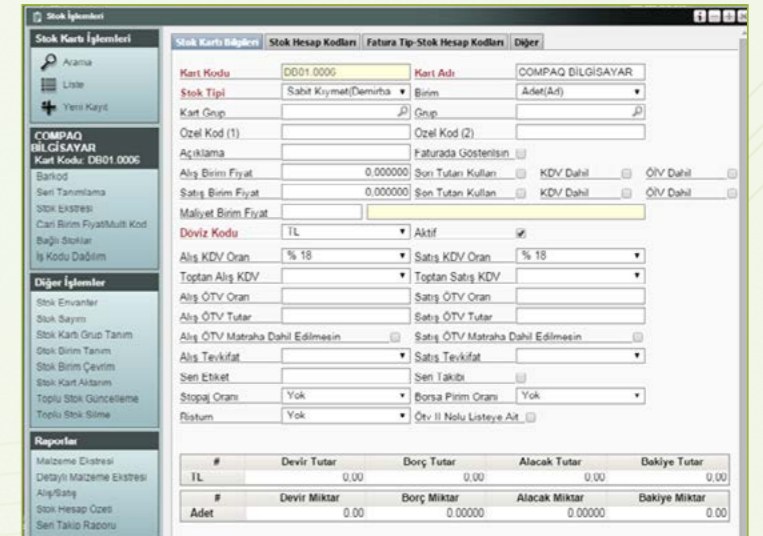 Stok İşlemleri
Stok Kartı İşlemleri
Arama
Liste
Yeni Kayıt
COMPAQ
BİLGİSAYAR
Kart Kodu: DB01.0006
Barkod
Seri Tanımlama
Stok Ekstresi
Cari Birim Fiyat/Multi Kod
Bağlı Stoklar
İş Kodu Dağılım
Diğer İşlemler
Stok Envanter
Stok Sayım
Stok Kartı Grup Tanım
Stok Birim Tanım
Stok Birim Çevrim
Stok Kart Aktarım
Toplu Stok Güncelleme
Toplu Stok Silme
Raporlar
Malzeme Ekstresi
Detaylı Malzeme Ekstresi
Alış/Satış
Stok Hesap Özeti
Seri Takip Raporu
Stok Kartı Bilgileri Stok Hesap Kodları Fatura Tip-Stok Hesap Kodları Diğer
Kart Kodu DB01.0006 Kart Adı COMPAQ BİLGİSAYAR
Stok Tipi Sabit Kıymet(Demirba Birim Adet(Ad)
Kart Grup Grup
Özel Kod (1) Özel Kod (2)
Açıklama Faturada Gösterilsin
Alış Birim Fiyat 0,000000 Son Tutarı Kullan KDV Dahil ÖİV Dahil
Satış Birim Fiyat 0,000000 Son Tutarı Kullan KDV Dahil ÖİV Dahil
Maliyet Birim Fiyat
Döviz Kodu TL Aktif
Alış KDV Oran % 18 Satış KDV Oran % 18
Toptan Alış KDV Toptan Satış KDV
Alış ÖTV Oran Satış ÖTV Oran
Alış ÖTV Tutar Satış ÖTV Tutar
Alış ÖTV Matraha Dahil Edilmesin Satış ÖTV Matraha Dahil Edilmesin
Alış Tevkifat Satış Tevkifat
Seri Etiket Seri Takibi
Stopaj Oranı Yok Borsa Pirim Oranı Yok
Rüsum Yok Ötv II Nolu Listeye Ait
# Devir Tutar Borç Tutar Alacak Tutar Bakiye Tutar
TL 0,00 0,00 0,00 0,00
# Devir Miktar Borç Miktar Alacak Miktar Bakiye Miktar
Adet 0.00 0.00000 0.00000 0.00